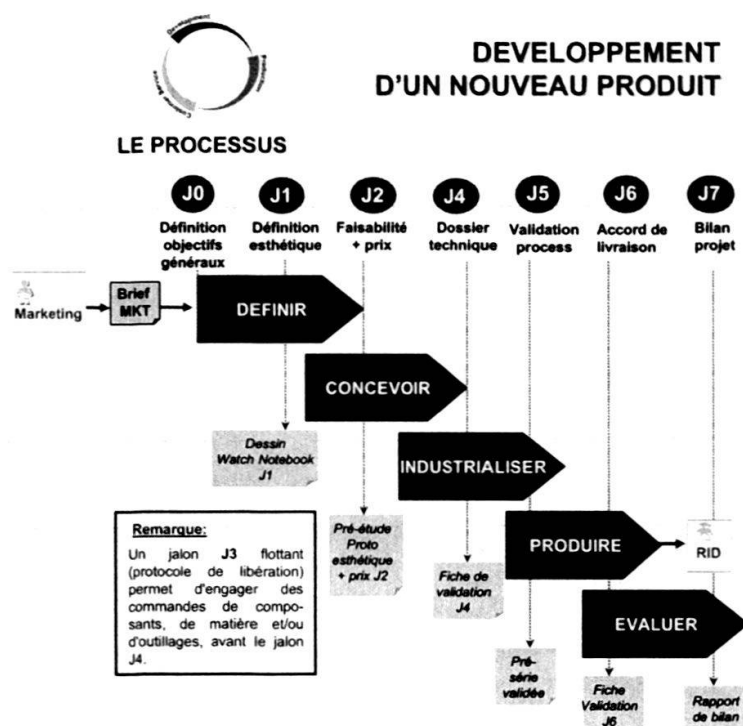 Development
Production
Customer Service
DEVELOPPEMENT
D'UN NOUVEAU PRODUIT
LE PROCESSUS
J0
J1
J2
J4
J5
J6
J7
Définition
objectifs
généraux
Définition
esthétique
Faisabilité
+ prix
Dossier
technique
Validation
process
Accord de
livraison
Bilan
projet
Marketing
Brief
MKT
DEFINIR
CONCEVOIR
Dessin
Watch Notebook
J1
INDUSTRIALISER
Remarque:
Un jalon J3 flottant
(protocole de libération)
permet d'engager des
commandes de compo-
sants, de matière et/ou
d'outillages, avant le jalon
J4.
Pré-étude
Proto
esthétique
+ prix J2
PRODUIRE
RID
Fiche de
validation
J4
EVALUER
Pré-
série
validée
Fiche
Validation
J6
Rapport
de bilan